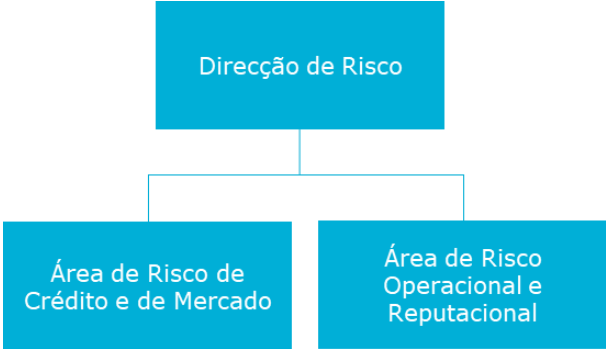 Direcção de Risco
Área de Risco de
Crédito e de Mercado
Área de Risco
Operacional e
Reputacional